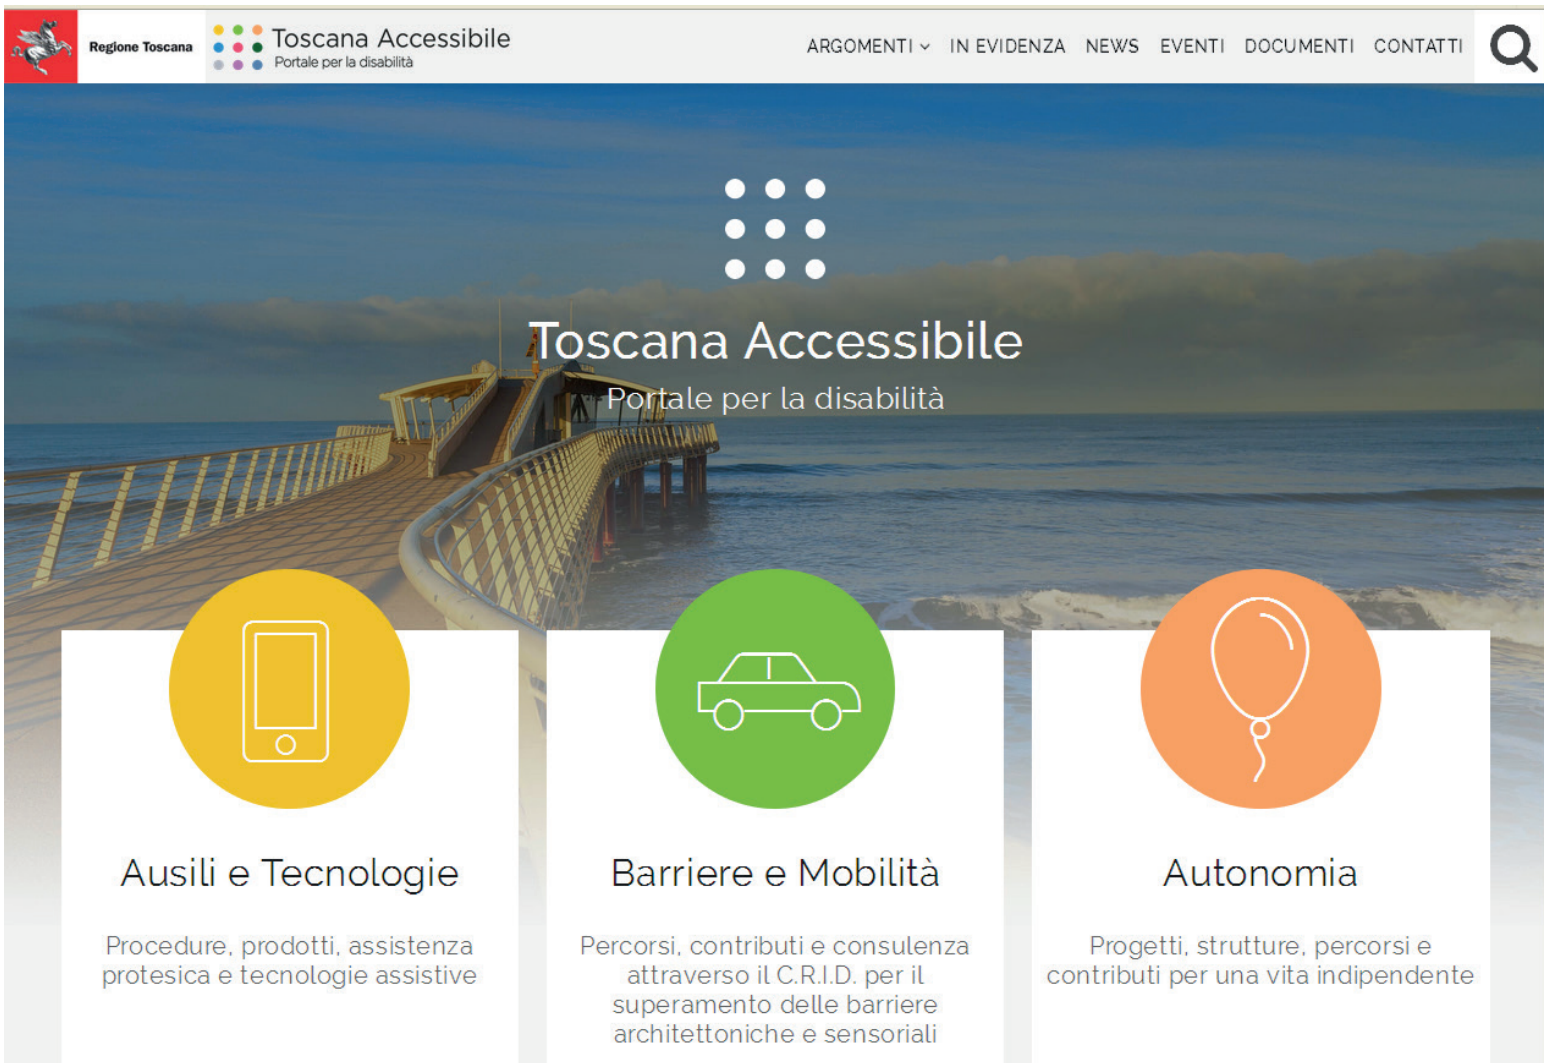 Regione Toscana
Toscana Accessibile
Portale per la disabilità
ARGOMENTI IN EVIDENZA NEWS EVENTI DOCUMENTI CONTATTI
Toscana Accessibile
Portale per la disabilità
Ausili e Tecnologie
Procedure, prodotti, assistenza
protesica e tecnologie assistive
Barriere e Mobilità
Percorsi, contributi e consulenza
attraverso il C.R.I.D. per il
superamento delle barriere
architettoniche e sensoriali
Autonomia
Progetti, strutture, percorsi e
contributi per una vita indipendente